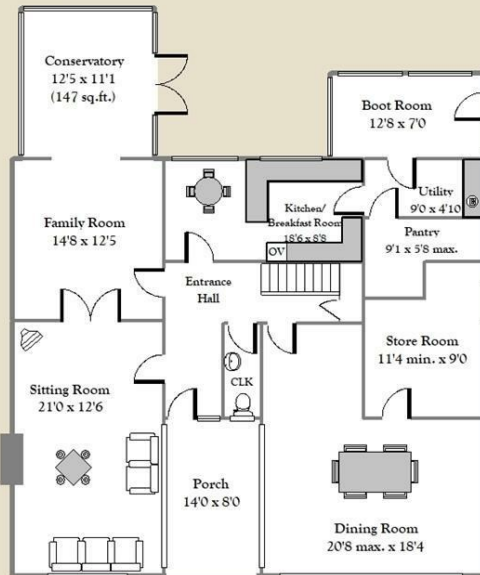 Conservatory
12'5 x 11'1
(147 sq.ft.)
Boot Room
12'8 x 7'0
Utility
9'0 x 4'10
Kitchen/
Breakfast Room
18'6 x 8'8
OV
Pantry
9'1 x 5'8 max.
Family Room
14'8 x 12'5
Entrance
Hall
Store Room
11'4 min. x 9'0
CLK
Sitting Room
21'0 x 12'6
Porch
14'0 x 8'0
Dining Room
20'8 max. x 18'4